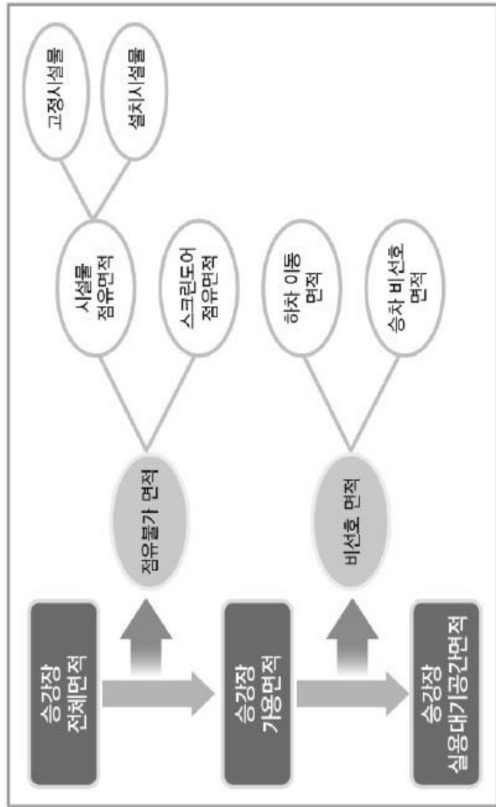 승강장
전체면적
점유불가 면적
시설물
점유면적
고정시설물
설치시설물
스크린도어
점유면적
승강장
가용면적
비선호 면적
하차 이동
면적
승차 비선호
면적
승강장
실용대기공간면적